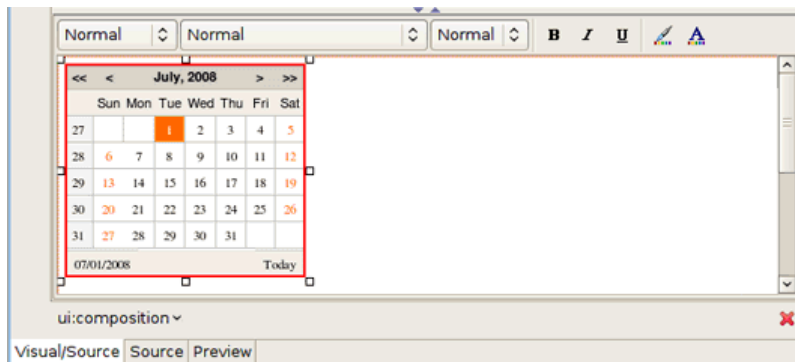 Normal Normal Normal B I U A
<< < July, 2008 > >>
Sun Mon Tue Wed Thu Fri Sat
27 1 2 3 4 5
28 6 7 8 9 10 11 12
29 13 14 15 16 17 18 19
30 20 21 22 23 24 25 26
31 27 28 29 30 31
07/01/2008 Today
ui:composition
Visual/Source Source Preview